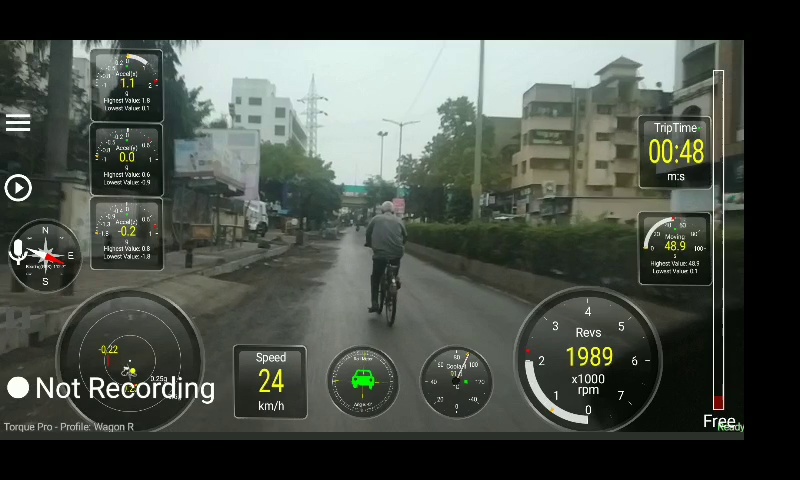 Accel(x)
1.1
g
Highest Value: 1.8
Lowest Value: 0.1
Accel(y)
0.0
g
Highest Value: 0.6
Lowest Value: -0.9
-0.2
g
Highest Value: 0.8
Lowest Value: -1.8
TripTime
00:48
m:s
Moving
48.9
s
Highest Value: 48.9
Lowest Value: 0.1
N
E
S
-0.22
Speed
24
km/h
Revs
1989
x1000
rpm
0
1
2
3
4
5
6
7
Not Recording
Free
Ready
Torque Pro - Profile: Wagon R